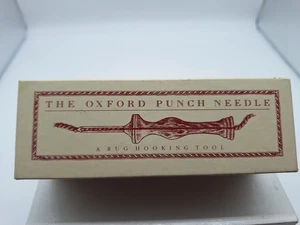 THE OXFORD PUNCH NEEDLE
A RUG HOOKING TOOL